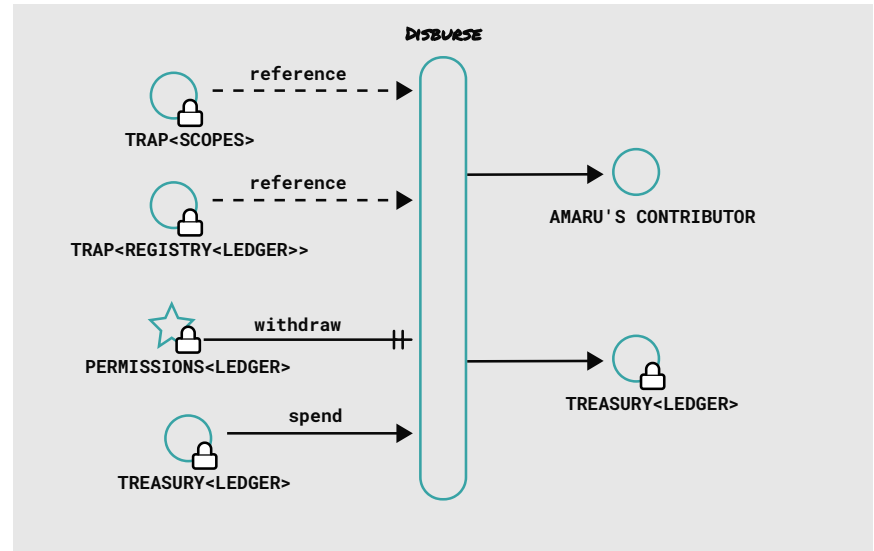 DISBURSE
reference
TRAP<SCOPES>
reference
TRAP<REGISTRY<LEDGER>>
withdraw
PERMISSIONS<LEDGER>
spend
TREASURY<LEDGER>
AMARU'S CONTRIBUTOR
TREASURY<LEDGER>